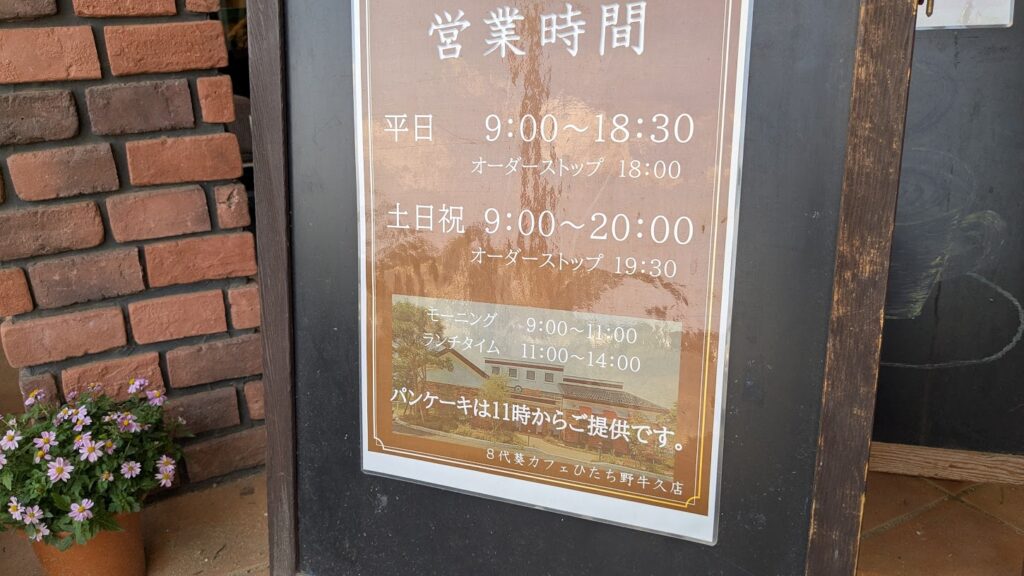 営業時間
平日 9:00～18:30
オーダーストップ 18:00
土日祝 9:00～20:00
オーダーストップ 19:30
モーニング 9:00～11:00
ランチタイム 11:00～14:00
パンケーキは11時からご提供です。
8代葵カフェひたち野牛久店